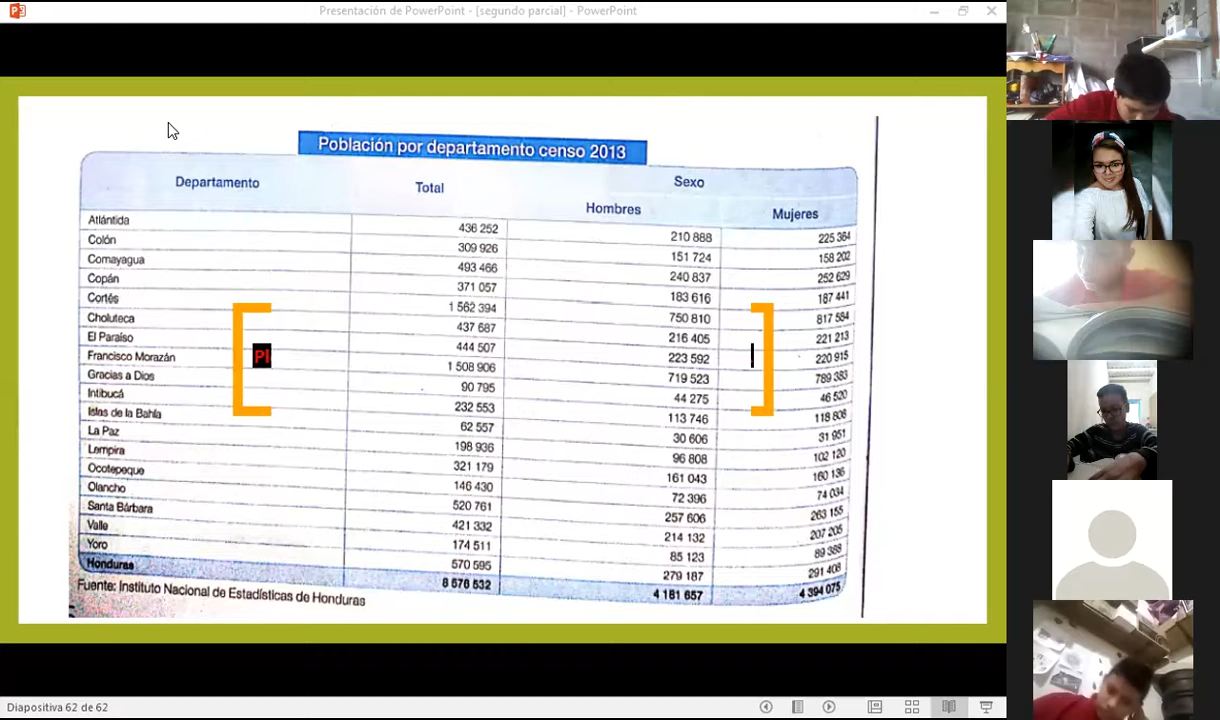 Presentación de PowerPoint - [segundo parcial] - PowerPoint
Población por departamento censo 2013
Departamento Total Sexo
Hombres Mujeres
Atlántida 436 252 210 888 225 364
Colón 309 926 151 724 158 202
Comayagua 493 466 240 837 252 629
Copán 371 057 183 616 187 441
Cortés 1 562 394 750 810 817 584
Choluteca 437 687 216 405 221 213
El Paraíso 444 507 223 592 220 915
Francisco Morazán 1 508 906 719 523 789 383
Gracias a Dios 90 795 44 275 46 520
Intibucá 232 553 113 746 118 808
Islas de la Bahía 62 557 30 606 31 951
La Paz 198 936 96 808 102 120
Lempira 321 179 161 043 160 136
Ocotepeque 146 430 72 396 74 034
Olancho 520 761 257 606 263 155
Santa Bárbara 421 332 214 132 207 205
Valle 174 511 85 123 89 388
Yoro 570 595 279 187 291 408
Honduras 8 576 532 4 181 657 4 394 075
Pl
Fuente: Instituto Nacional de Estadísticas de Honduras
Diapositiva 62 de 62